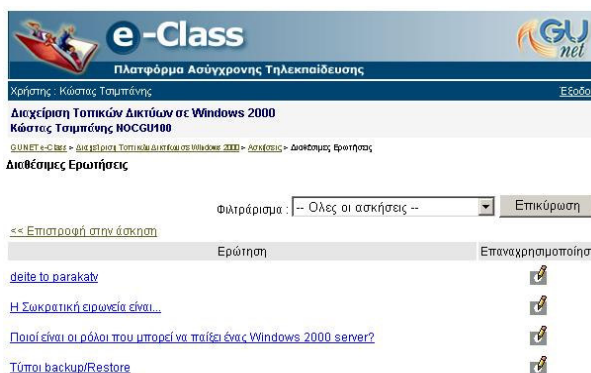 e-Class
GU
net
Πλατφόρμα Ασύγχρονης Τηλεκπαίδευσης
Χρήστης : Κώστας Τσιμπάνης
Έξοδο
Διαχείριση Τοπικών Δικτύων σε Windows 2000
Κώστας Τσιμπάνης NOCGU100
GUNET e-Class > Διαχείριση Τοπικών Δικτύων σε Windows 2000 > Ασκήσεις > Διαθέσιμες Ερωτήσεις
Διαθέσιμες Ερωτήσεις
Φιλτράρισμα : -- Ολες οι ασκήσεις -- Επικύρωση
<< Επιστροφή στην άσκηση
Ερώτηση Επαναχρησιμοποίησ
deite to parakatv
Η Σωκρατική ειρωνεία είναι...
Ποιοί είναι οι ρόλοι που μπορεί να παίξει ένας Windows 2000 server?
Τύποι backup/Restore